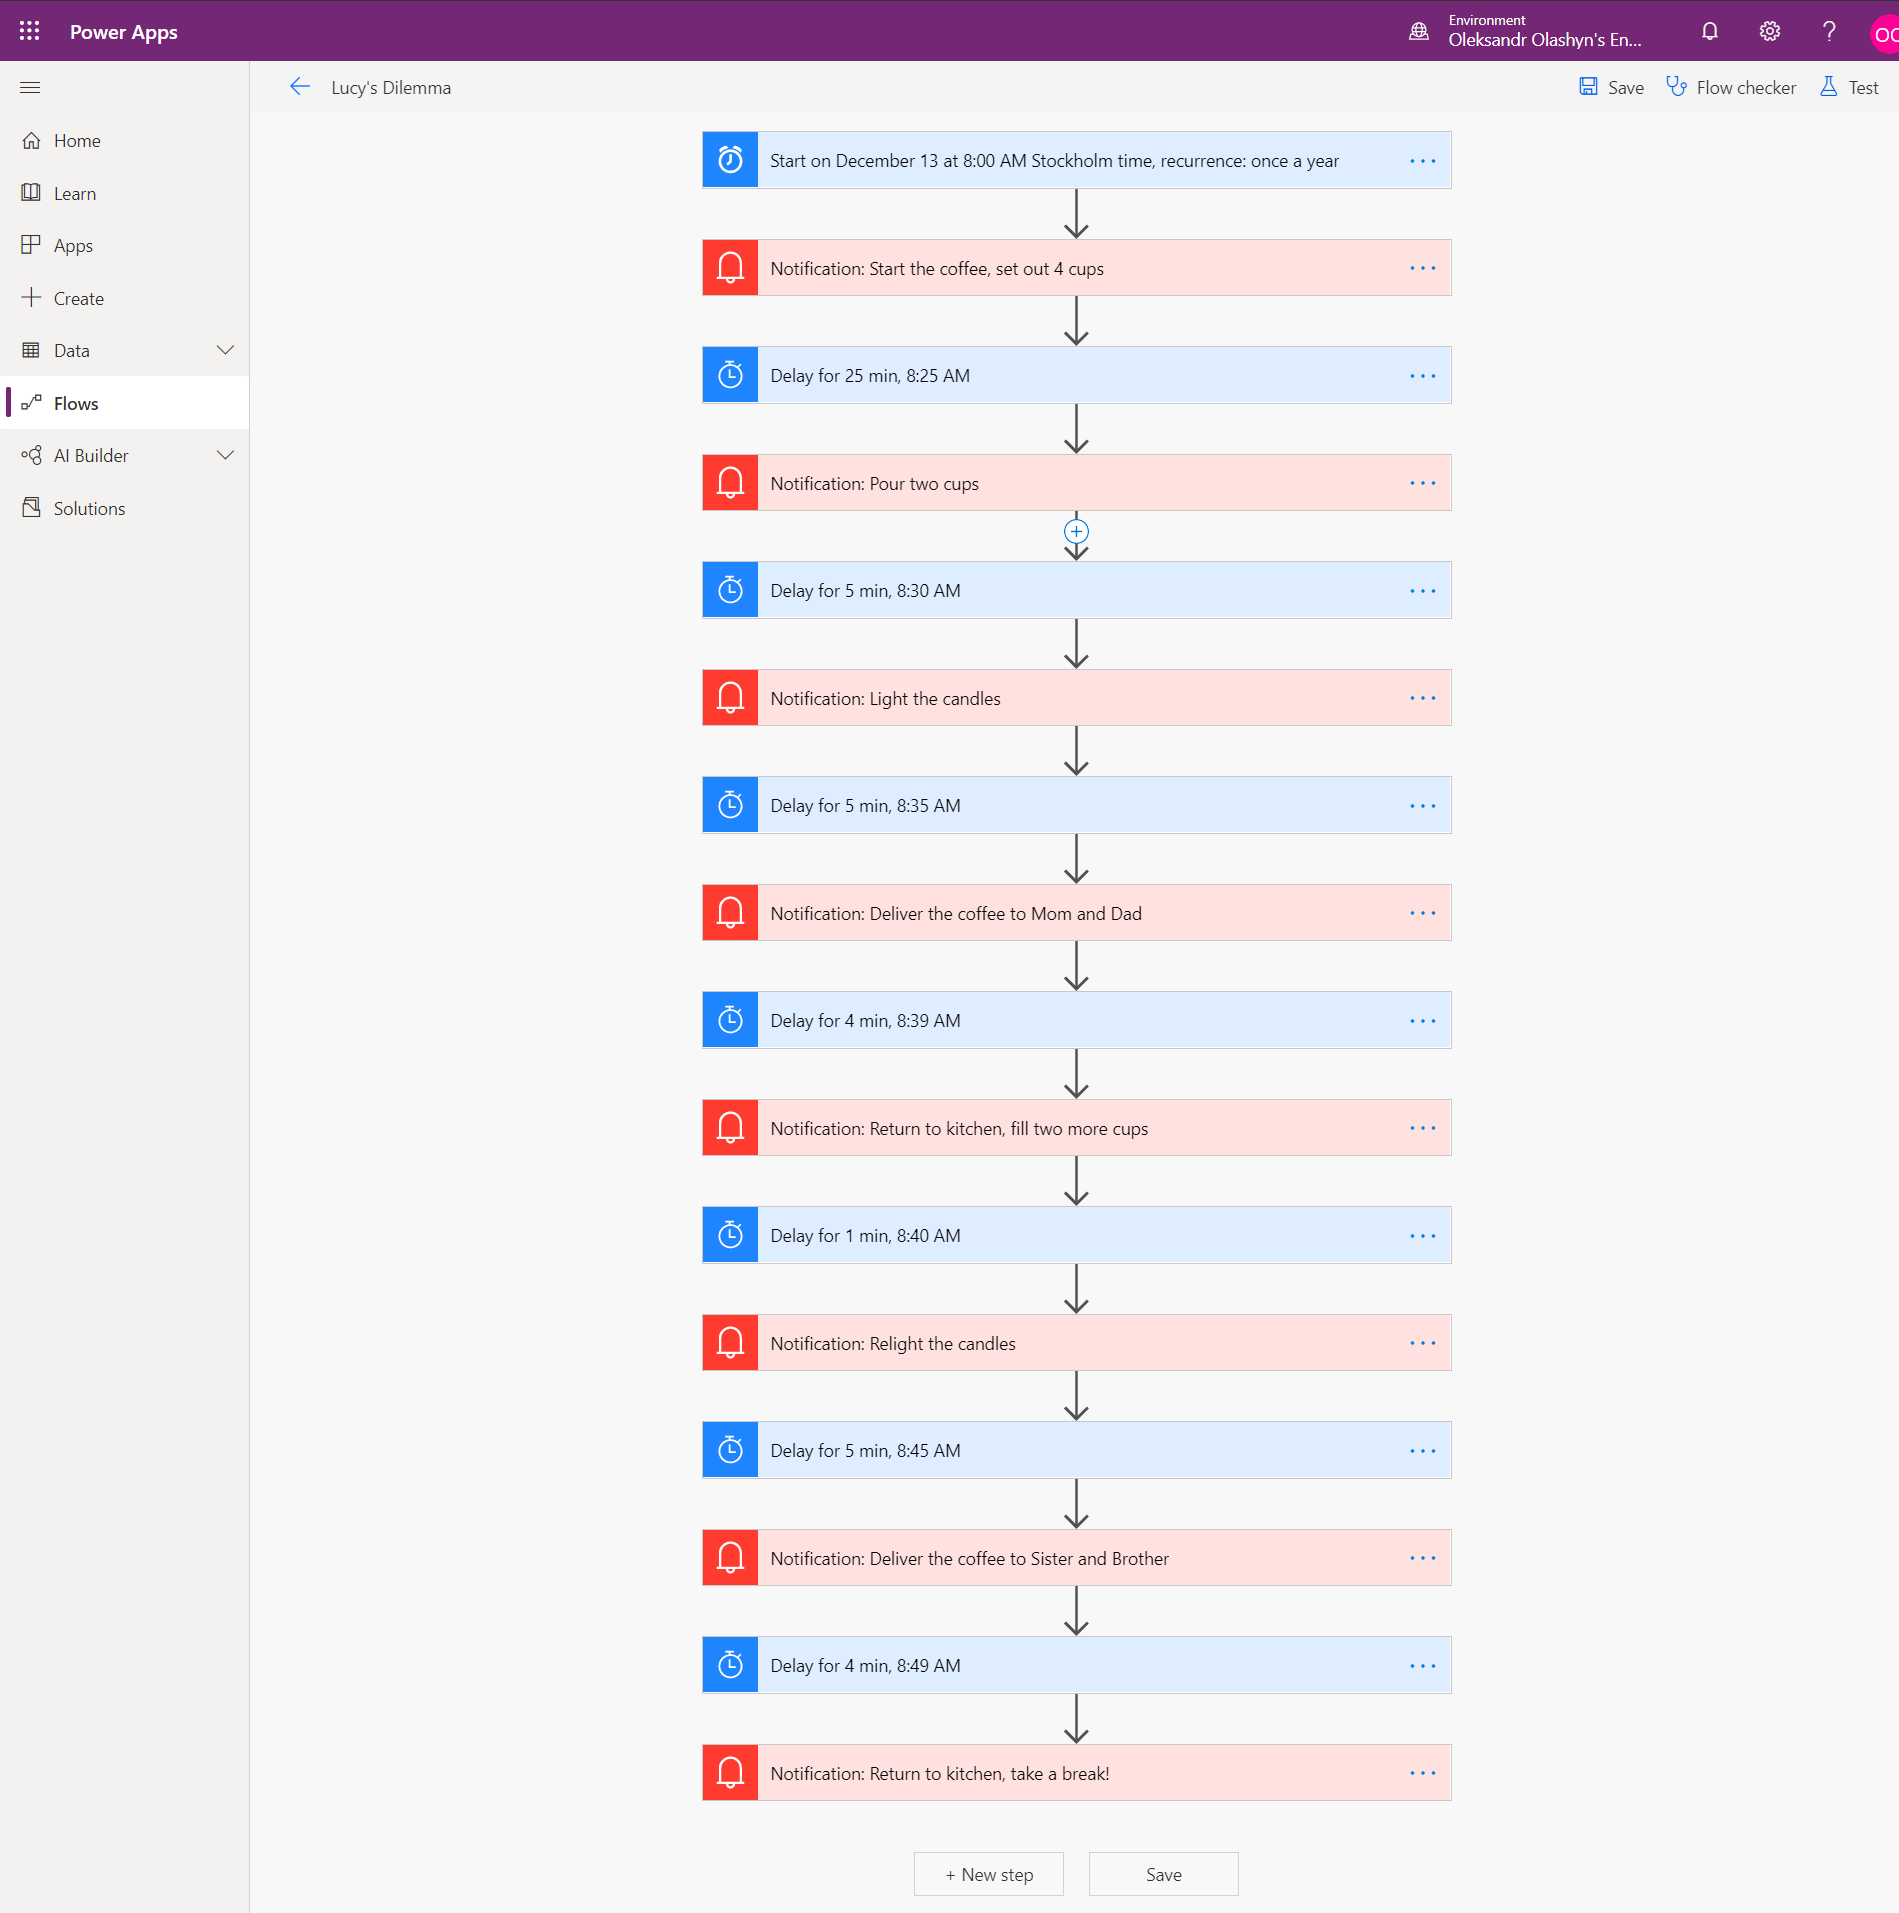 Power Apps
Environment
Oleksandr Olashyn's En...
Lucy's Dilemma
Save
Flow checker
Test
Home
Learn
Apps
Create
Data
Flows
AI Builder
Solutions
Start on December 13 at 8:00 AM Stockholm time, recurrence: once a year
Notification: Start the coffee, set out 4 cups
Delay for 25 min, 8:25 AM
Notification: Pour two cups
Delay for 5 min, 8:30 AM
Notification: Light the candles
Delay for 5 min, 8:35 AM
Notification: Deliver the coffee to Mom and Dad
Delay for 4 min, 8:39 AM
Notification: Return to kitchen, fill two more cups
Delay for 1 min, 8:40 AM
Notification: Relight the candles
Delay for 5 min, 8:45 AM
Notification: Deliver the coffee to Sister and Brother
Delay for 4 min, 8:49 AM
Notification: Return to kitchen, take a break!
+ New step
Save